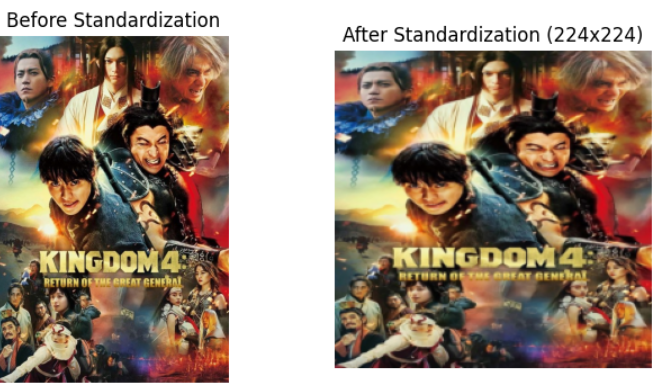 Before Standardization
After Standardization (224x224)
KINGDOM 4:
RETURN OF THE GREAT GENERAL
KINGDOM 4:
RETURN OF THE GREAT GENERAL